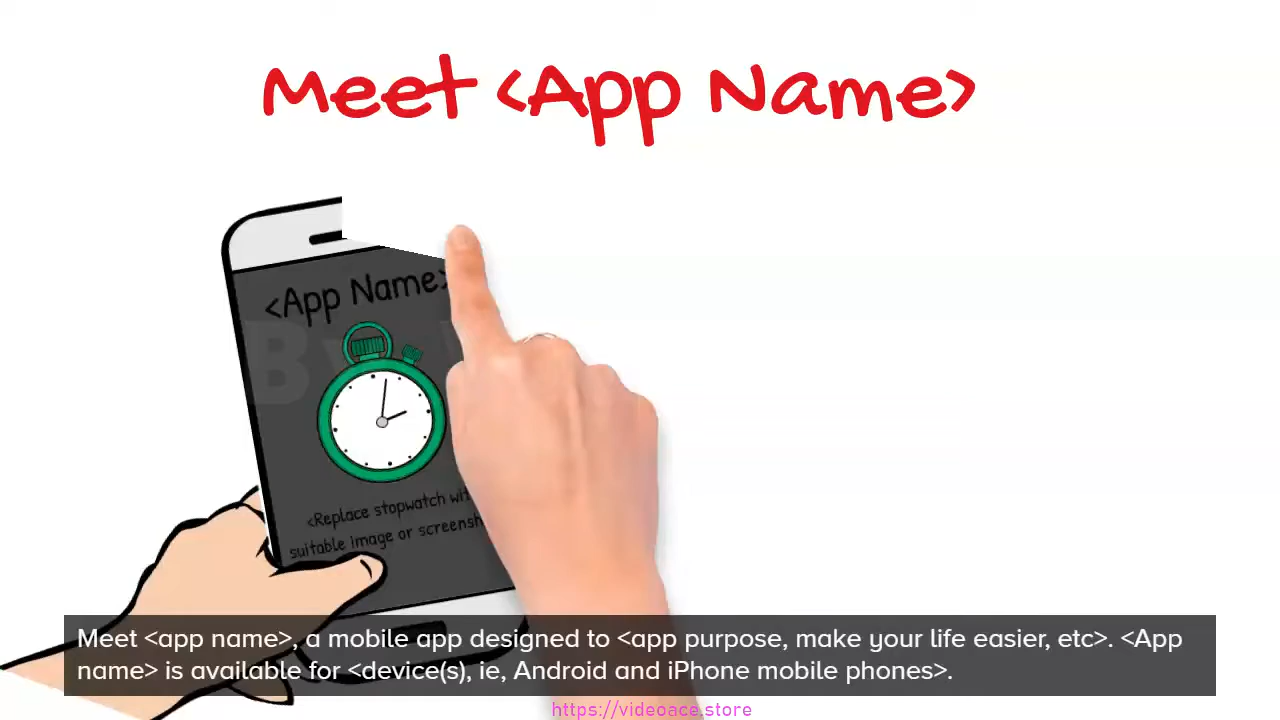 Meet <App Name>
<App Name>
<Replace stopwatch
suitable image or
Meet <app name>, a mobile app designed to <app purpose, make your life easier, etc>. <App
name> is available for <device(s), ie, Android and iPhone mobile phones>.
https://videoace.store